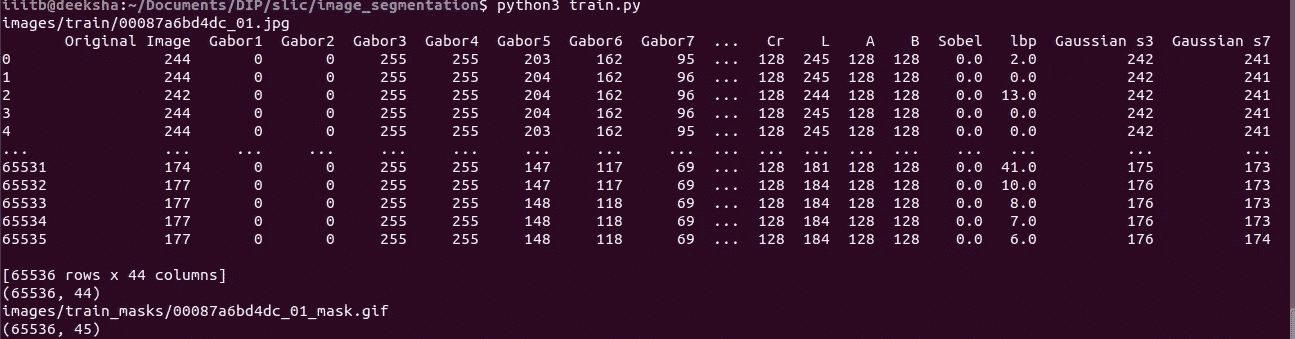 iiitb@deeksha:~/Documents/DIP/slic/image_segmentation$ python3 train.py
images/train/00087a6bd4dc_01.jpg
Original Image Gabor1 Gabor2 Gabor3 Gabor4 Gabor5 Gabor6 Gabor7 ... Cr L A B Sobel lbp Gaussian s3 Gaussian s7
0 244 0 0 255 255 203 162 95 ... 128 245 128 128 0.0 2.0 242 241
1 244 0 0 255 255 204 162 96 ... 128 245 128 128 0.0 0.0 242 241
2 242 0 0 255 255 204 162 96 ... 128 244 128 128 0.0 13.0 242 241
3 244 0 0 255 255 204 162 96 ... 128 245 128 128 0.0 0.0 242 241
4 244 0 0 255 255 203 162 95 ... 128 245 128 128 0.0 0.0 242 241
... ... ... ... ... ... ... ... ... ... ... ... ... ... ... ... ... ...
65531 174 0 0 255 255 147 117 69 ... 128 181 128 128 0.0 41.0 175 173
65532 177 0 0 255 255 147 117 69 ... 128 184 128 128 0.0 10.0 176 173
65533 177 0 0 255 255 148 118 69 ... 128 184 128 128 0.0 8.0 176 173
65534 177 0 0 255 255 148 118 69 ... 128 184 128 128 0.0 7.0 176 173
65535 177 0 0 255 255 148 118 69 ... 128 184 128 128 0.0 6.0 176 174
[65536 rows x 44 columns]
(65536, 44)
images/train_masks/00087a6bd4dc_01_mask.gif
(65536, 45)